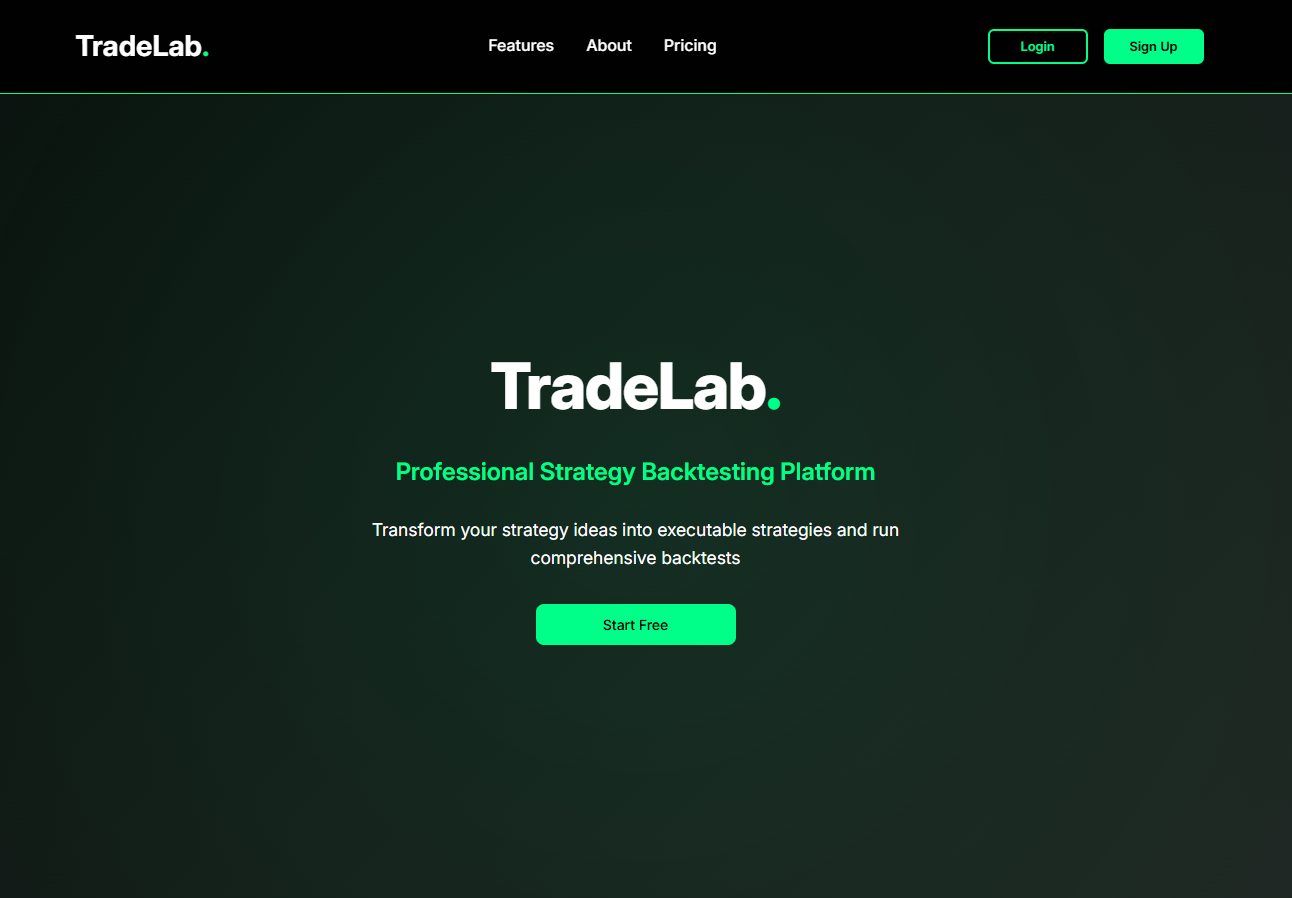 TradeLab.
Features
About
Pricing
Login
Sign Up
TradeLab.
Professional Strategy Backtesting Platform
Transform your strategy ideas into executable strategies and run
comprehensive backtests
Start Free